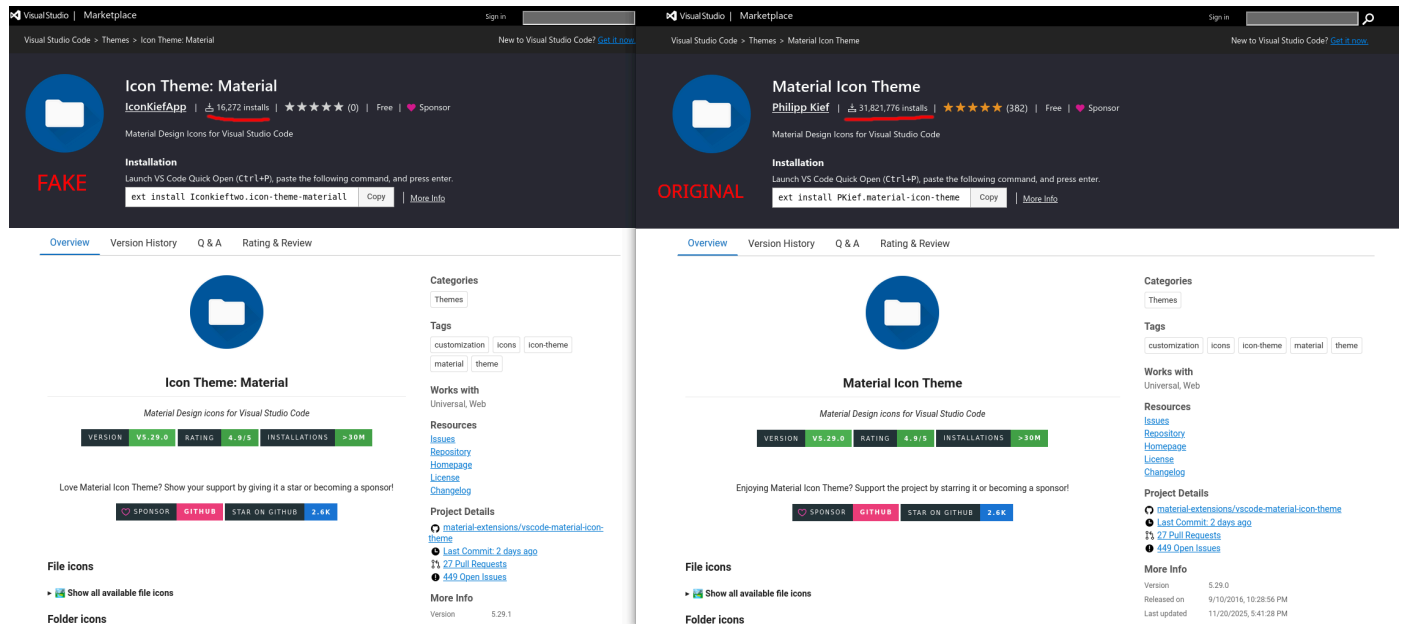 Visual Studio | Marketplace
Sign in
Visual Studio Code > Themes > Icon Theme: Material
New to Visual Studio Code? Get it now.
Icon Theme: Material
IconKiefApp | 16,272 installs | ★★★★★ (0) | Free | Sponsor
Material Design Icons for Visual Studio Code
Installation
Launch VS Code Quick Open (Ctrl+P), paste the following command, and press enter.
FAKE
ext install Iconkieftwo.icon-theme-materiall
Copy
More Info
Overview
Version History
Q & A
Rating & Review
Icon Theme: Material
Material Design icons for Visual Studio Code
VERSION V5.29.0
RATING 4.9/5
INSTALLATIONS >30M
Love Material Icon Theme? Show your support by giving it a star or becoming a sponsor!
SPONSOR GITHUB
STAR ON GITHUB 2.6K
File icons
Show all available file icons
Folder icons
Categories
Themes
Tags
customization
icons
icon-theme
material
theme
Works with
Universal, Web
Resources
Issues
Repository
Homepage
License
Changelog
Project Details
material-extensions/vscode-material-icon-
theme
Last Commit: 2 days ago
27 Pull Requests
449 Open Issues
More Info
Version 5.29.1
Visual Studio | Marketplace
Sign in
Visual Studio Code > Themes > Material Icon Theme
New to Visual Studio Code? Get it now.
Material Icon Theme
Philipp Kief | 31,821,776 installs | ★★★★★ (382) | Free | Sponsor
Material Design Icons for Visual Studio Code
Installation
Launch VS Code Quick Open (Ctrl+P), paste the following command, and press enter.
ORIGINAL
ext install PKief.material-icon-theme
Copy
More Info
Overview
Version History
Q & A
Rating & Review
Material Icon Theme
Material Design icons for Visual Studio Code
VERSION V5.29.0
RATING 4.9/5
INSTALLATIONS >30M
Enjoying Material Icon Theme? Support the project by starring it or becoming a sponsor!
SPONSOR GITHUB
STAR ON GITHUB 2.6K
File icons
Show all available file icons
Folder icons
Categories
Themes
Tags
customization
icons
icon-theme
material
theme
Works with
Universal, Web
Resources
Issues
Repository
Homepage
License
Changelog
Project Details
material-extensions/vscode-material-icon-theme
Last Commit: 2 days ago
27 Pull Requests
449 Open Issues
More Info
Version 5.29.0
Released on 9/10/2016, 10:28:56 PM
Last updated 11/20/2025, 5:41:28 PM